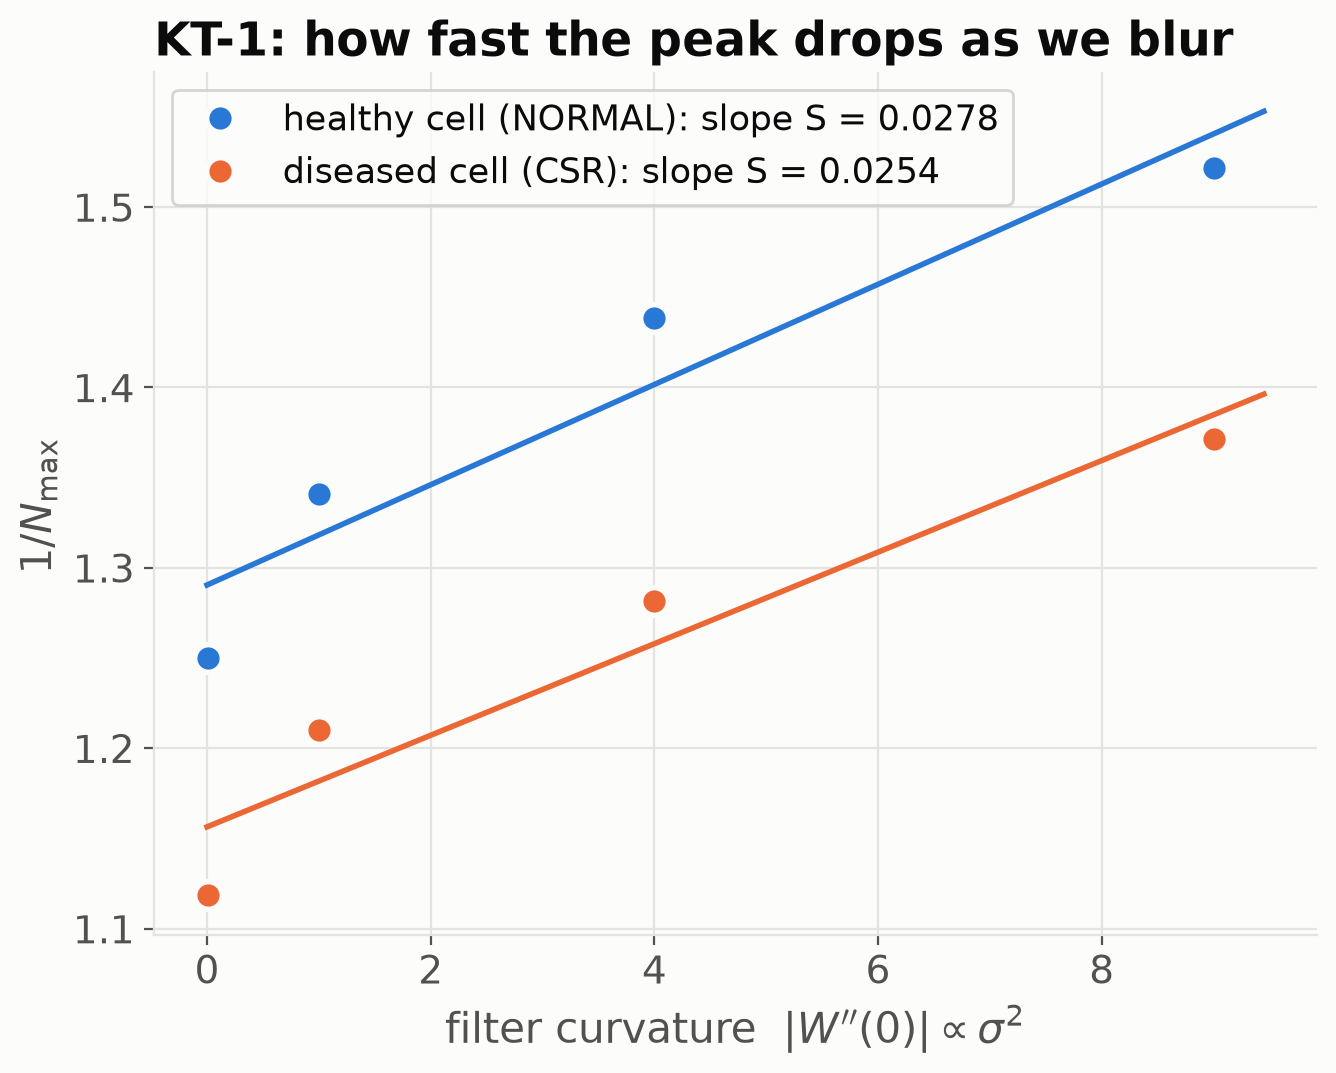 KT-1: how fast the peak drops as we blur
healthy cell (NORMAL): slope S = 0.0278
diseased cell (CSR): slope S = 0.0254
1.5
1.4
1.3
1.2
1.1
1/N_max
0 2 4 6 8
filter curvature |W″(0)| ∝ σ²